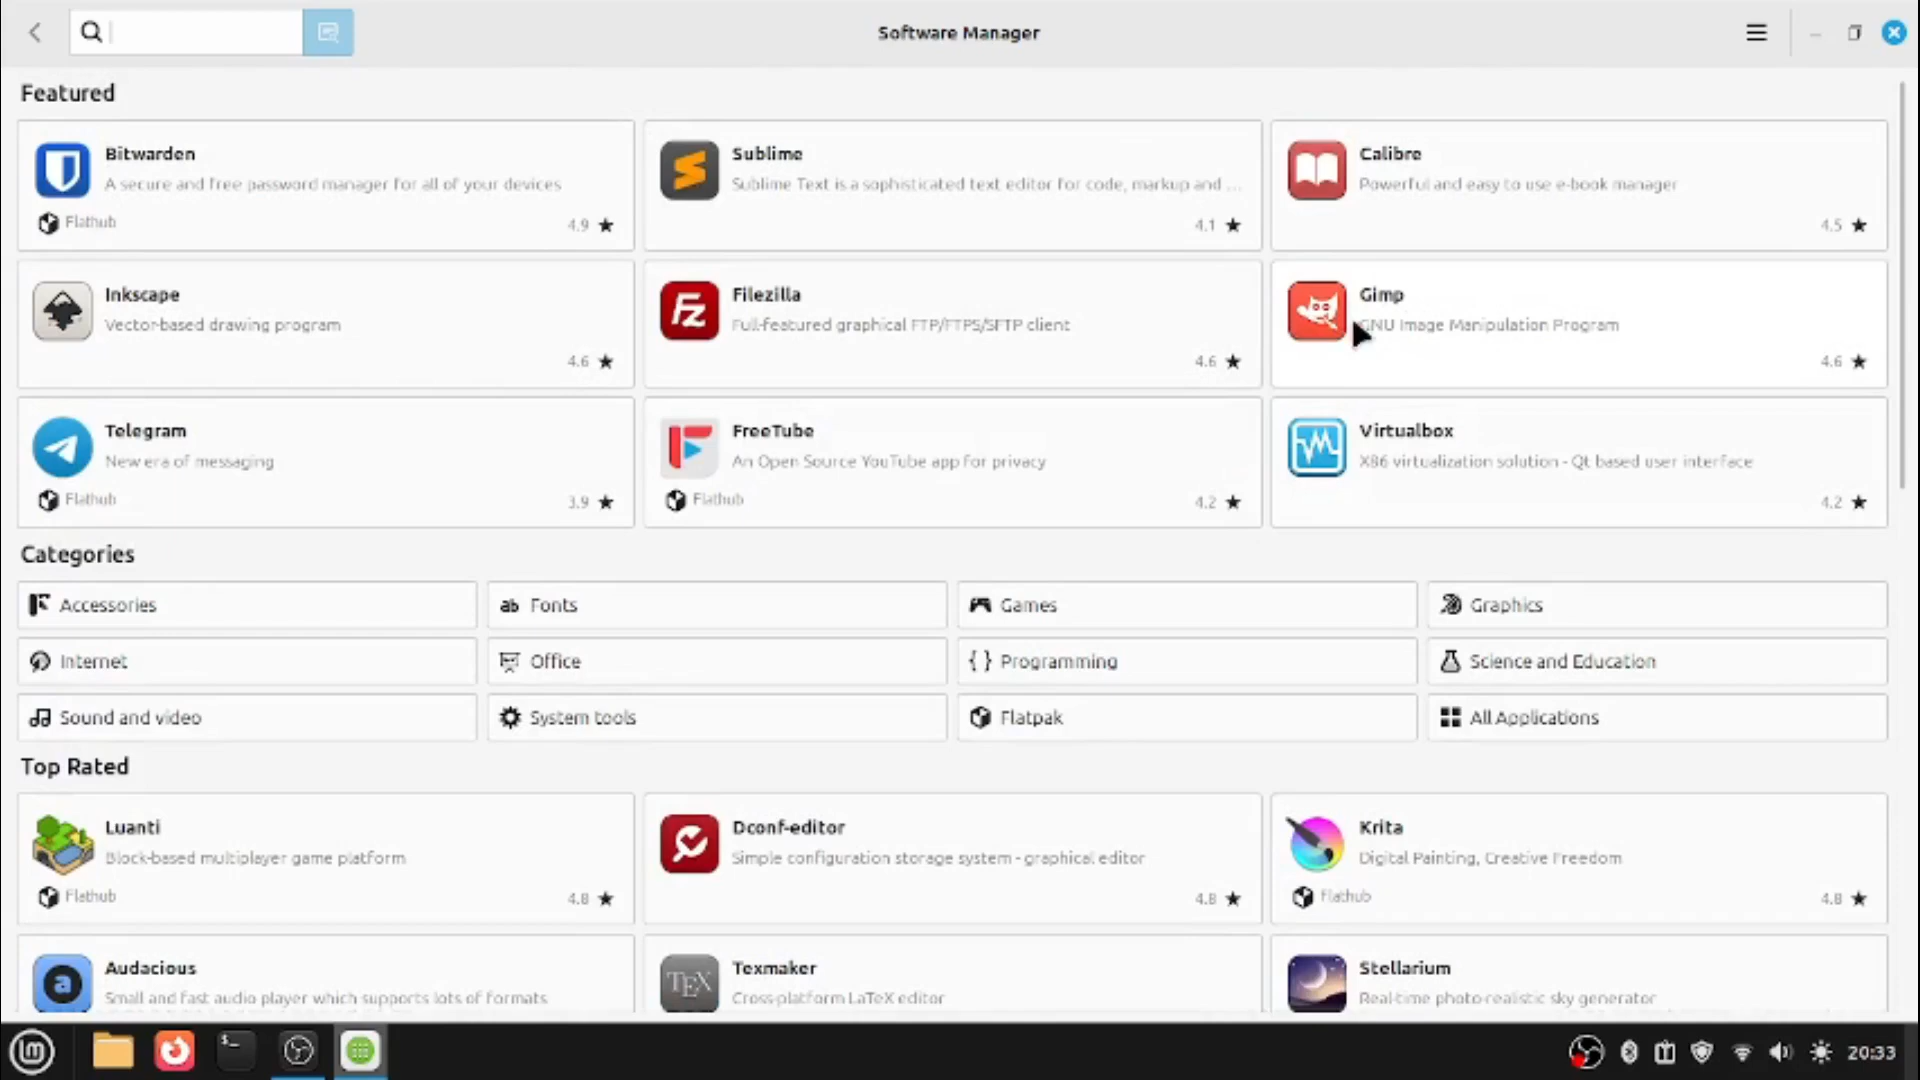 Software Manager
Featured
Bitwarden
A secure and free password manager for all of your devices
Flathub
4.9 ★
Sublime
Sublime Text is a sophisticated text editor for code, markup and ...
4.1 ★
Calibre
Powerful and easy to use e-book manager
4.5 ★
Inkscape
Vector-based drawing program
4.6 ★
Filezilla
Full-featured graphical FTP/FTPS/SFTP client
4.6 ★
Gimp
GNU Image Manipulation Program
4.6 ★
Telegram
New era of messaging
Flathub
3.9 ★
FreeTube
An Open Source YouTube app for privacy
Flathub
4.2 ★
Virtualbox
X86 virtualization solution - Qt based user interface
4.2 ★
Categories
Accessories
ab Fonts
Games
Graphics
Internet
Office
{ } Programming
Science and Education
Sound and video
System tools
Flatpak
All Applications
Top Rated
Luanti
Block-based multiplayer game platform
Flathub
4.8 ★
Dconf-editor
Simple configuration storage system - graphical editor
4.8 ★
Krita
Digital Painting, Creative Freedom
Flathub
4.8 ★
Audacious
Small and fast audio player which supports lots of formats
TEX
Texmaker
Cross-platform LaTeX editor
Stellarium
Real-time photo-realistic sky generator
20:33